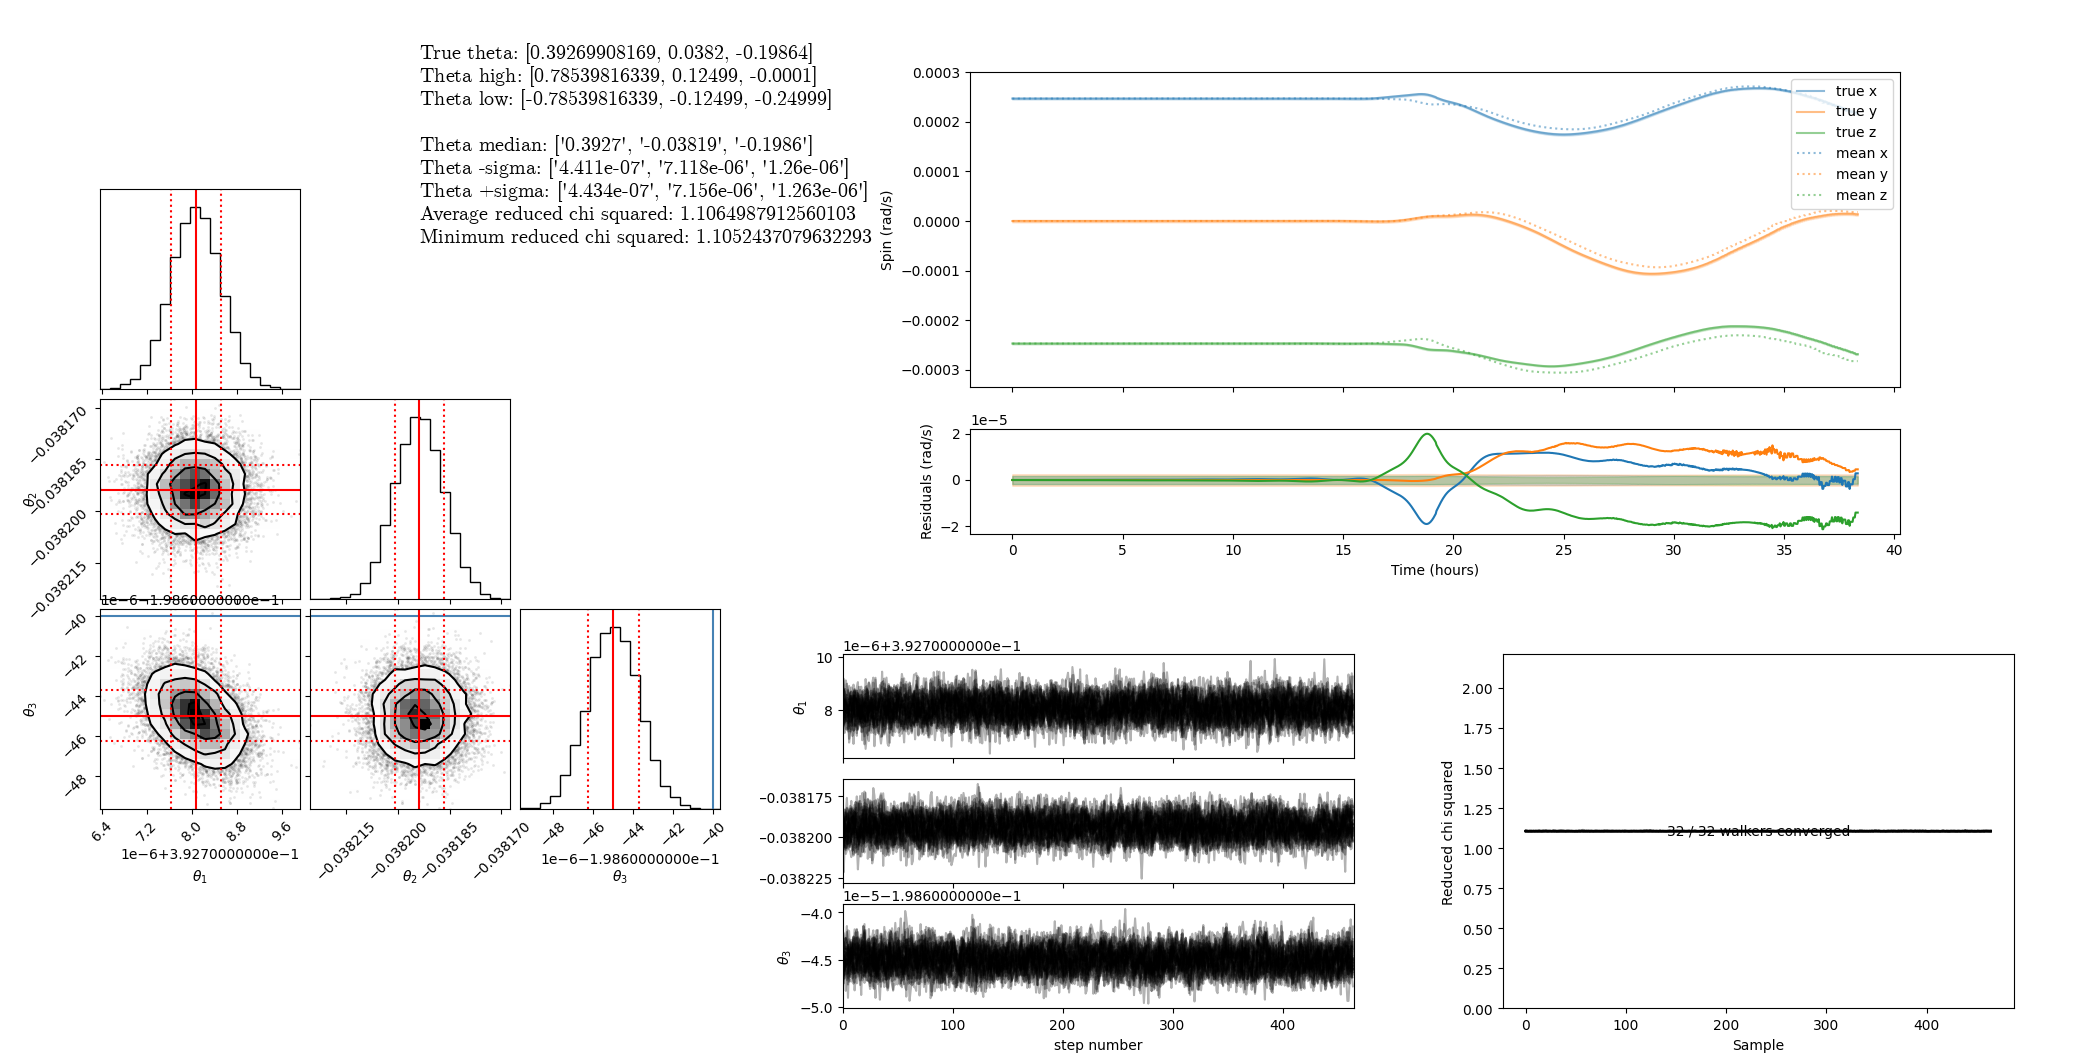 True theta: [0.39269908169, 0.0382, -0.19864]
Theta high: [0.78539816339, 0.12499, -0.0001]
Theta low: [-0.78539816339, -0.12499, -0.24999]
Theta median: ['0.3927', '-0.03819', '-0.1986']
Theta -sigma: ['4.411e-07', '7.118e-06', '1.26e-06']
Theta +sigma: ['4.434e-07', '7.156e-06', '1.263e-06']
Average reduced chi squared: 1.1064987912560103
Minimum reduced chi squared: 1.1052437079632293
0.0003
0.0002
0.0001
0.0000
−0.0001
−0.0002
−0.0003
Spin (rad/s)
true x
true y
true z
mean x
mean y
mean z
1e−5
2
0
−2
Residuals (rad/s)
0
5
10
15
20
25
30
35
40
Time (hours)
−0.038170
−0.038185
−0.038200
−0.038215
θ2
1e−6−1.9860000000e−1
−40
−42
−44
−46
−48
θ3
6.4
7.2
8.0
8.8
9.6
1e−6+3.9270000000e−1
θ1
−0.038215
−0.038200
−0.038185
−0.038170
θ2
−48
−46
−44
−42
−40
1e−6−1.9860000000e−1
θ3
1e−6+3.9270000000e−1
10
8
θ1
−0.038175
−0.038200
−0.038225
1e−5−1.9860000000e−1
−4.0
−4.5
−5.0
θ3
0
100
200
300
400
step number
2.00
1.75
1.50
1.25
1.00
0.75
0.50
0.25
0.00
Reduced chi squared
32 / 32 walkers converged
0
100
200
300
400
Sample